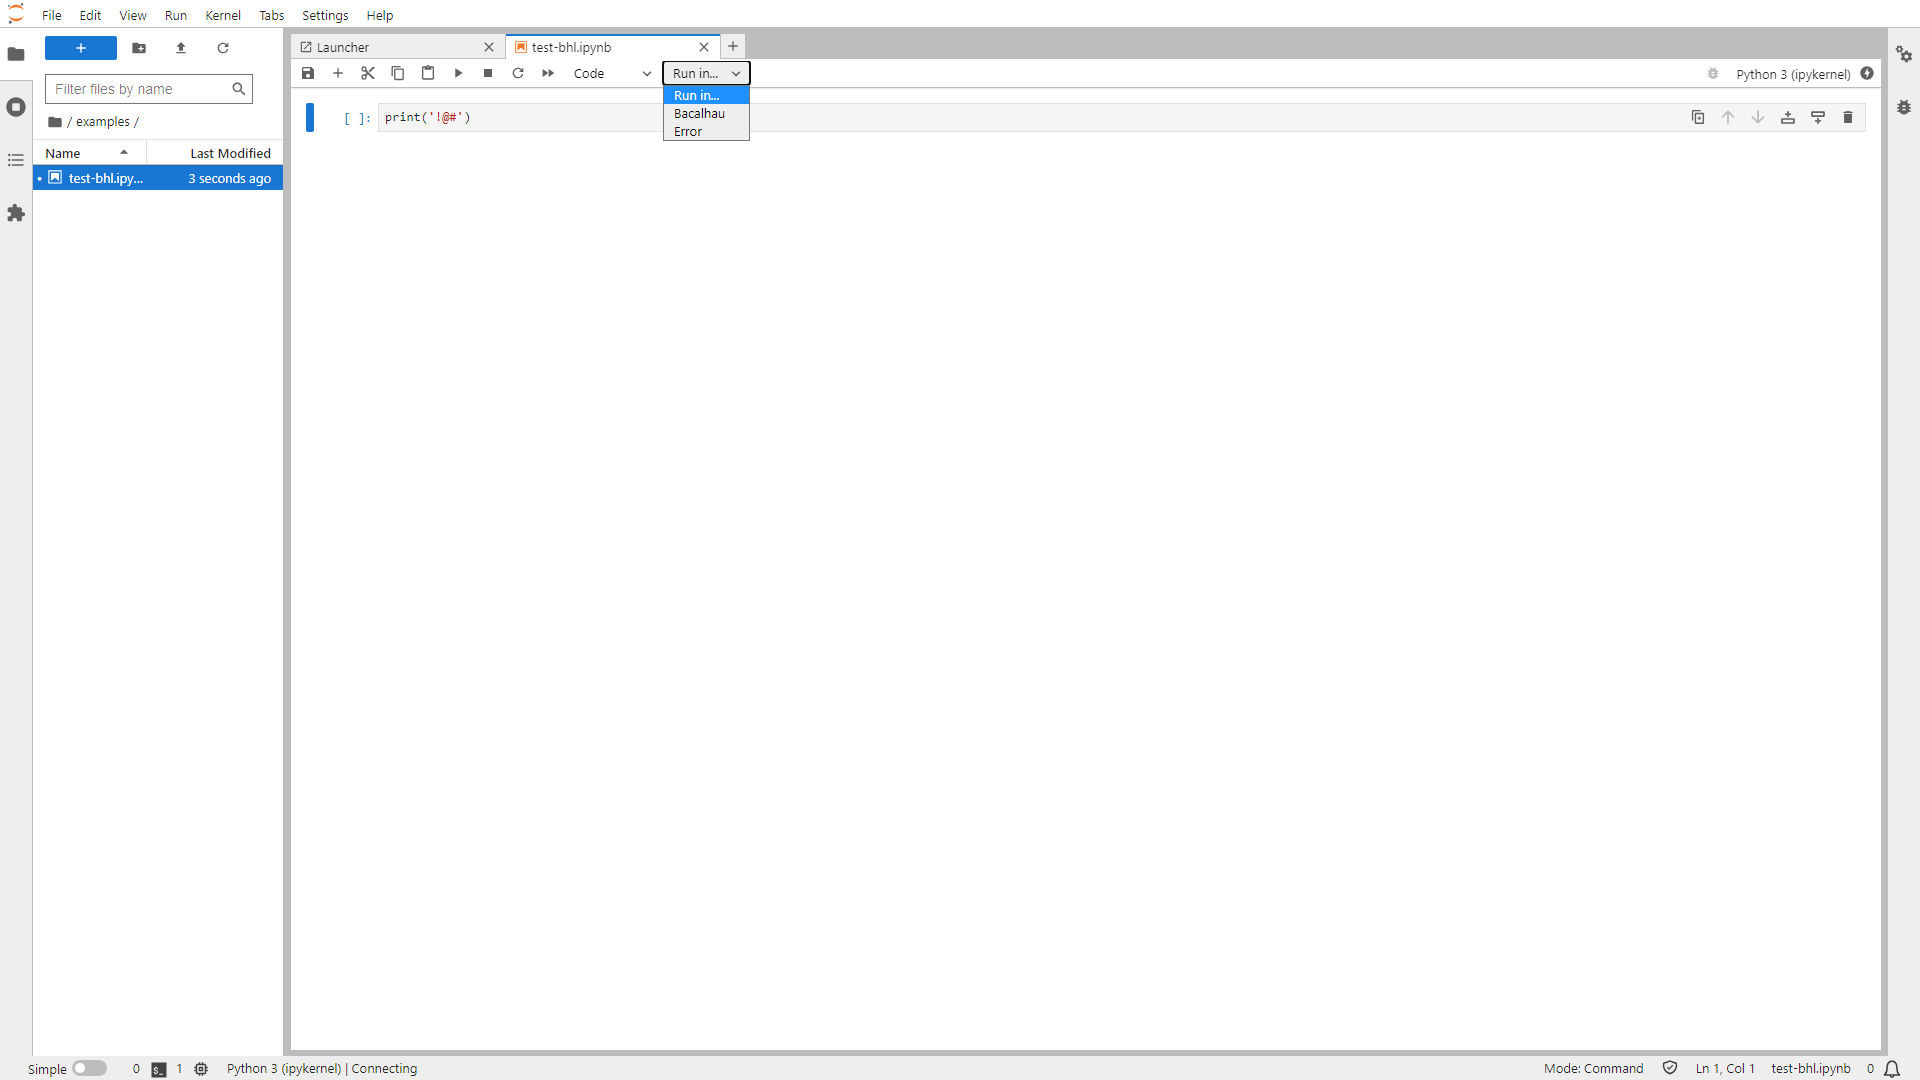 File Edit View Run Kernel Tabs Settings Help
Filter files by name
/ examples /
Name Last Modified
test-bhl.ipy... 3 seconds ago
Launcher test-bhl.ipynb
Code Run in... Python 3 (ipykernel)
Run in...
Bacalhau
Error
[ ]: print('!@#')
Simple 0 $_ 1 Python 3 (ipykernel) | Connecting Mode: Command Ln 1, Col 1 test-bhl.ipynb 0